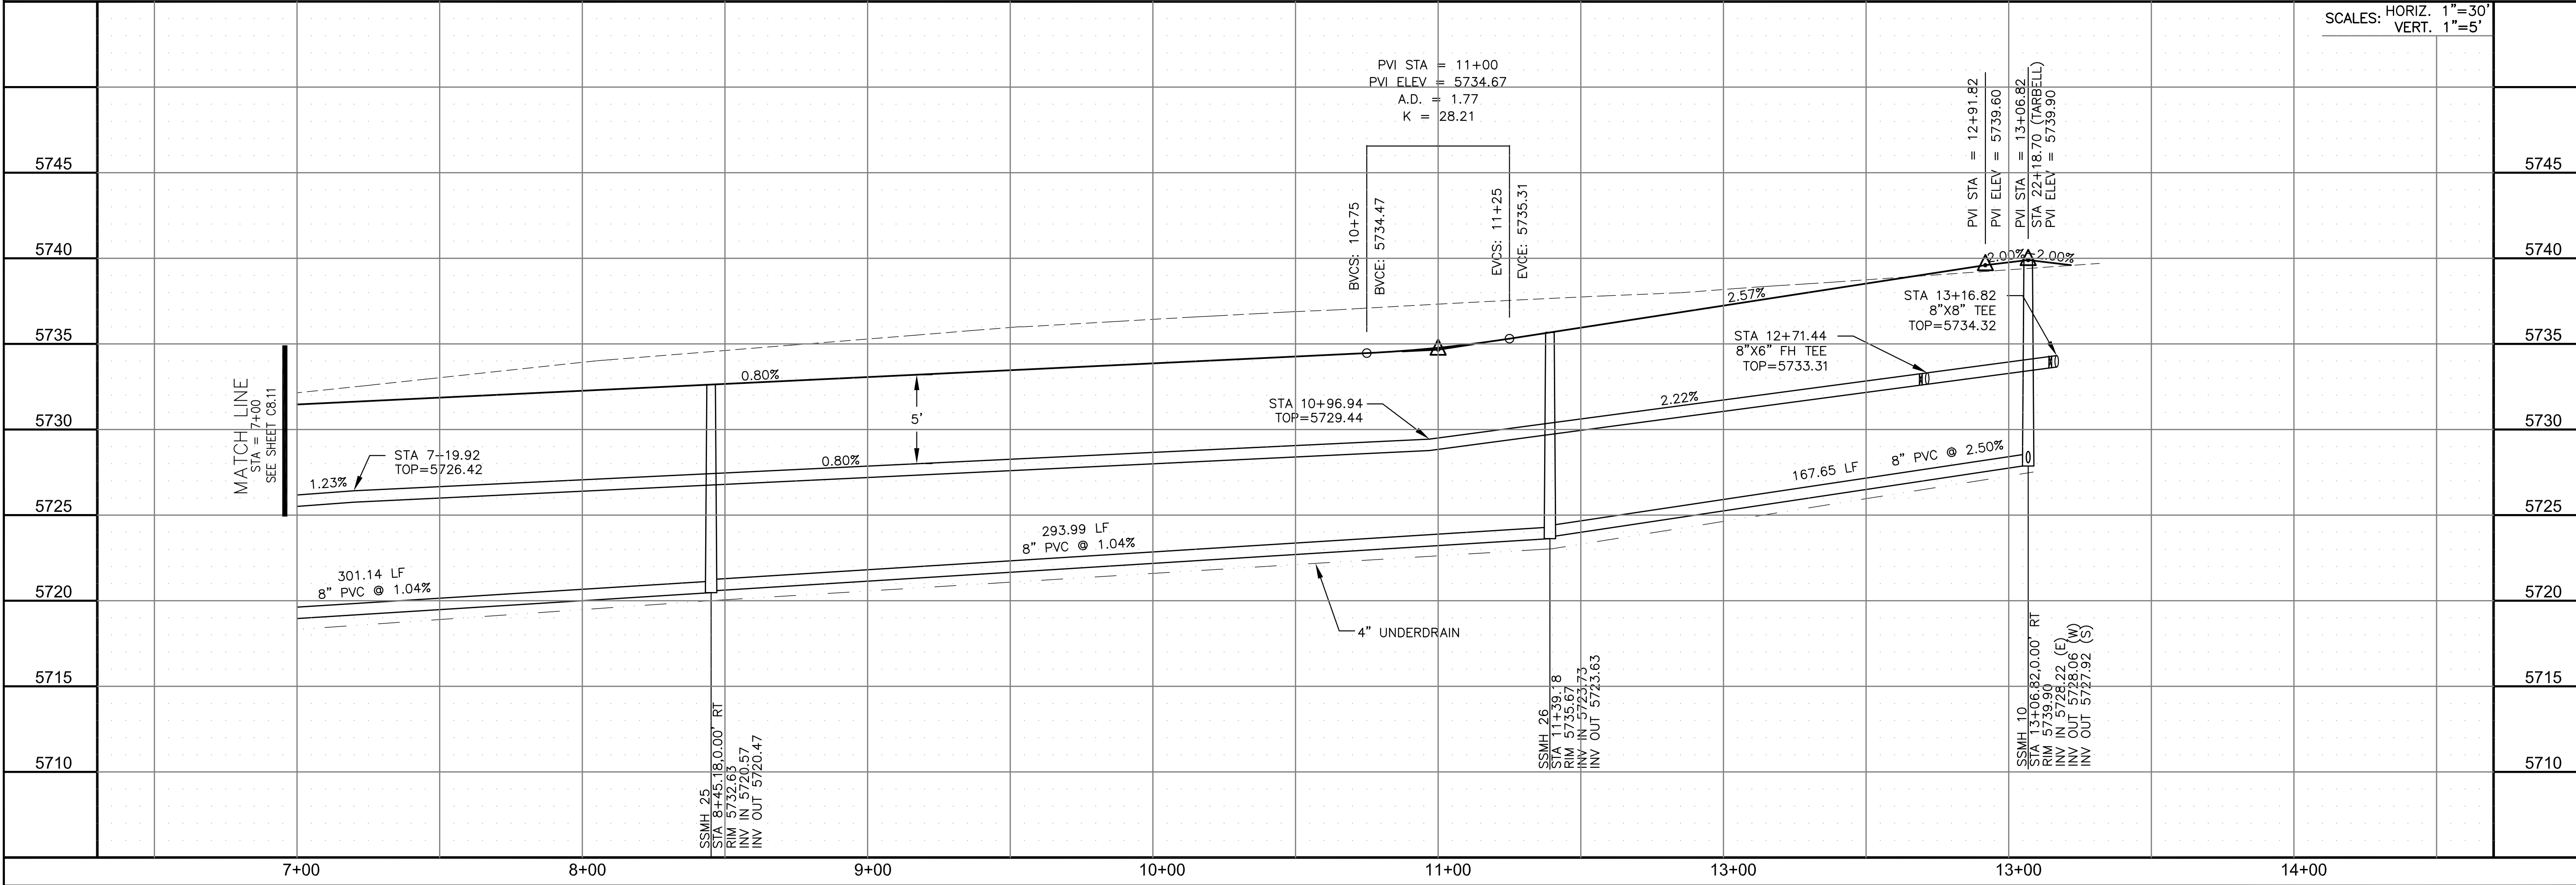 SCALES: HORIZ. 1"=30'
VERT. 1"=5'
PVI STA = 11+00
PVI ELEV = 5734.67
A.D. = 1.77
K = 28.21
BVCS: 10+75
BVCE: 5734.47
EVCS: 11+25
EVCE: 5735.31
PVI STA = 12+91.82
PVI ELEV = 5739.60
PVI STA = 13+06.82
STA 22+18.70 (TARBELL)
PVI ELEV = 5739.90
5745
5745
5740
5740
2.00%
-2.00%
2.57%
STA 13+16.82
8"X8" TEE
TOP=5734.32
5735
5735
STA 12+71.44
8"X6" FH TEE
TOP=5733.31
MATCH LINE
STA = 7+00
SEE SHEET C8.11
0.80%
5'
STA 10+96.94
TOP=5729.44
2.22%
5730
5730
STA 7-19.92
TOP=5726.42
0.80%
1.23%
167.65 LF
8" PVC @ 2.50%
5725
5725
293.99 LF
8" PVC @ 1.04%
301.14 LF
8" PVC @ 1.04%
5720
5720
4" UNDERDRAIN
5715
5715
5710
5710
SSMH 25
STA 8+45.18,0.00' RT
RIM 5732.63
INV IN 5720.57
INV OUT 5720.47
SSMH 26
STA 11+39.18
RIM 5735.67
INV IN 5723.73
INV OUT 5723.63
SSMH 10
STA 13+06.82,0.00' RT
RIM 5739.90
INV IN 5728.22 (E)
INV OUT 5728.06 (W)
INV OUT 5727.92 (S)
7+00
8+00
9+00
10+00
11+00
13+00
13+00
14+00